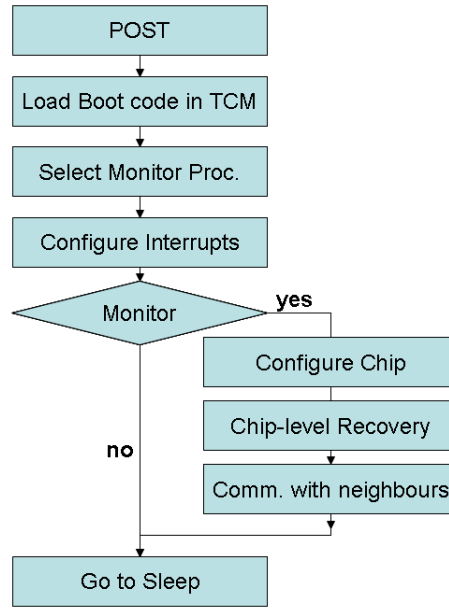 POST
Load Boot code in TCM
Select Monitor Proc.
Configure Interrupts
Monitor
yes
Configure Chip
Chip-level Recovery
no
Comm. with neighbours
Go to Sleep